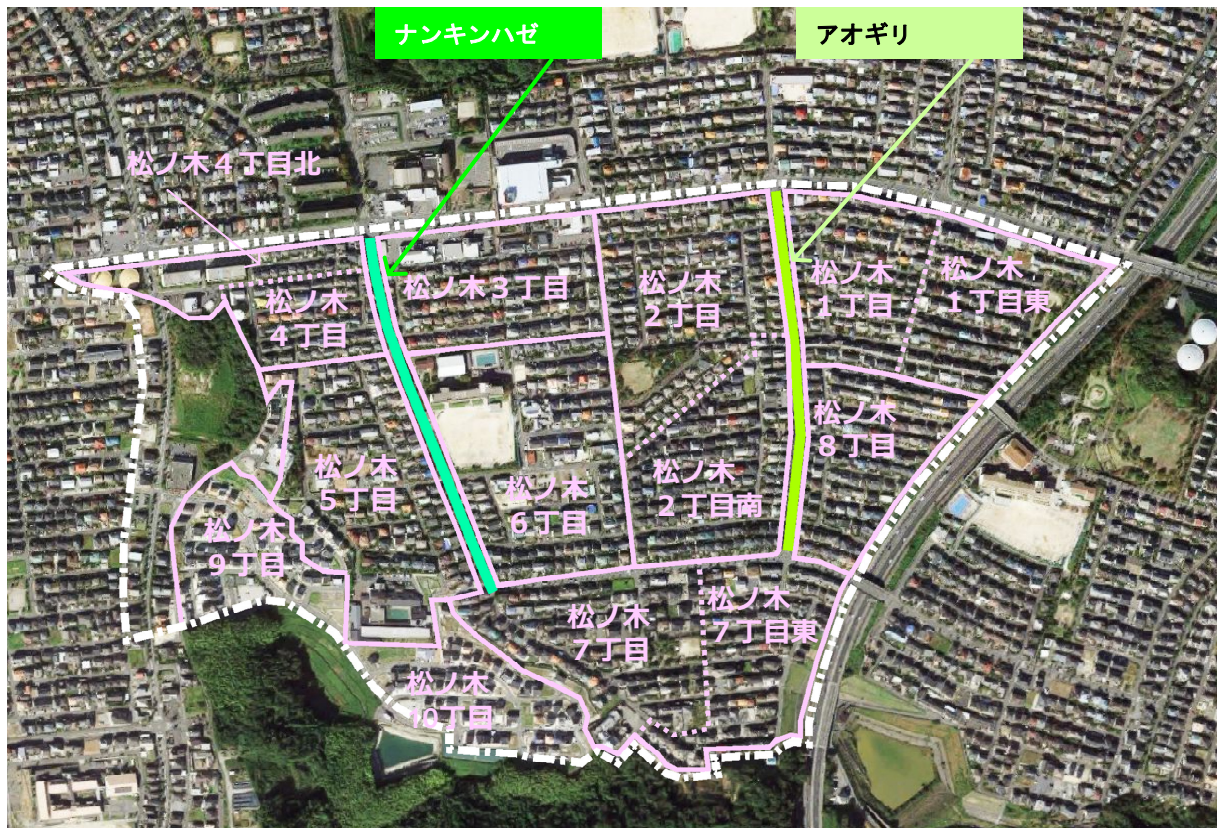 ナンキンハゼ
アオギリ
松ノ木４丁目北
松ノ木
４丁目
松ノ木３丁目
松ノ木
２丁目
松ノ木
１丁目
松ノ木
１丁目東
松ノ木
８丁目
松ノ木
５丁目
松ノ木
６丁目
松ノ木
２丁目南
松ノ木
９丁目
松ノ木
７丁目
松ノ木
７丁目東
松ノ木
10丁目